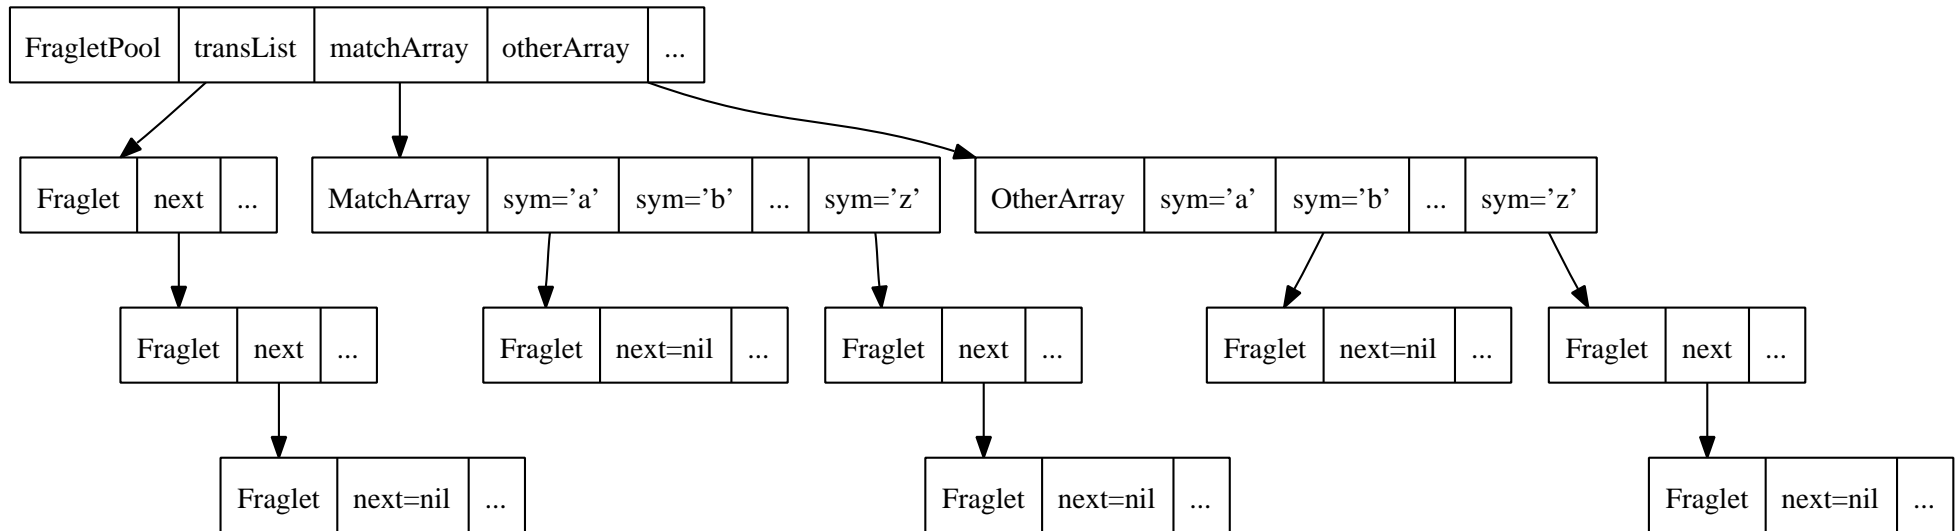 FragletPool transList matchArray otherArray ...
Fraglet next ... MatchArray sym='a' sym='b' ... sym='z' OtherArray sym='a' sym='b' ... sym='z'
Fraglet next ... Fraglet next=nil ... Fraglet next ... Fraglet next=nil ... Fraglet next ...
Fraglet next=nil ... Fraglet next=nil ... Fraglet next=nil ...